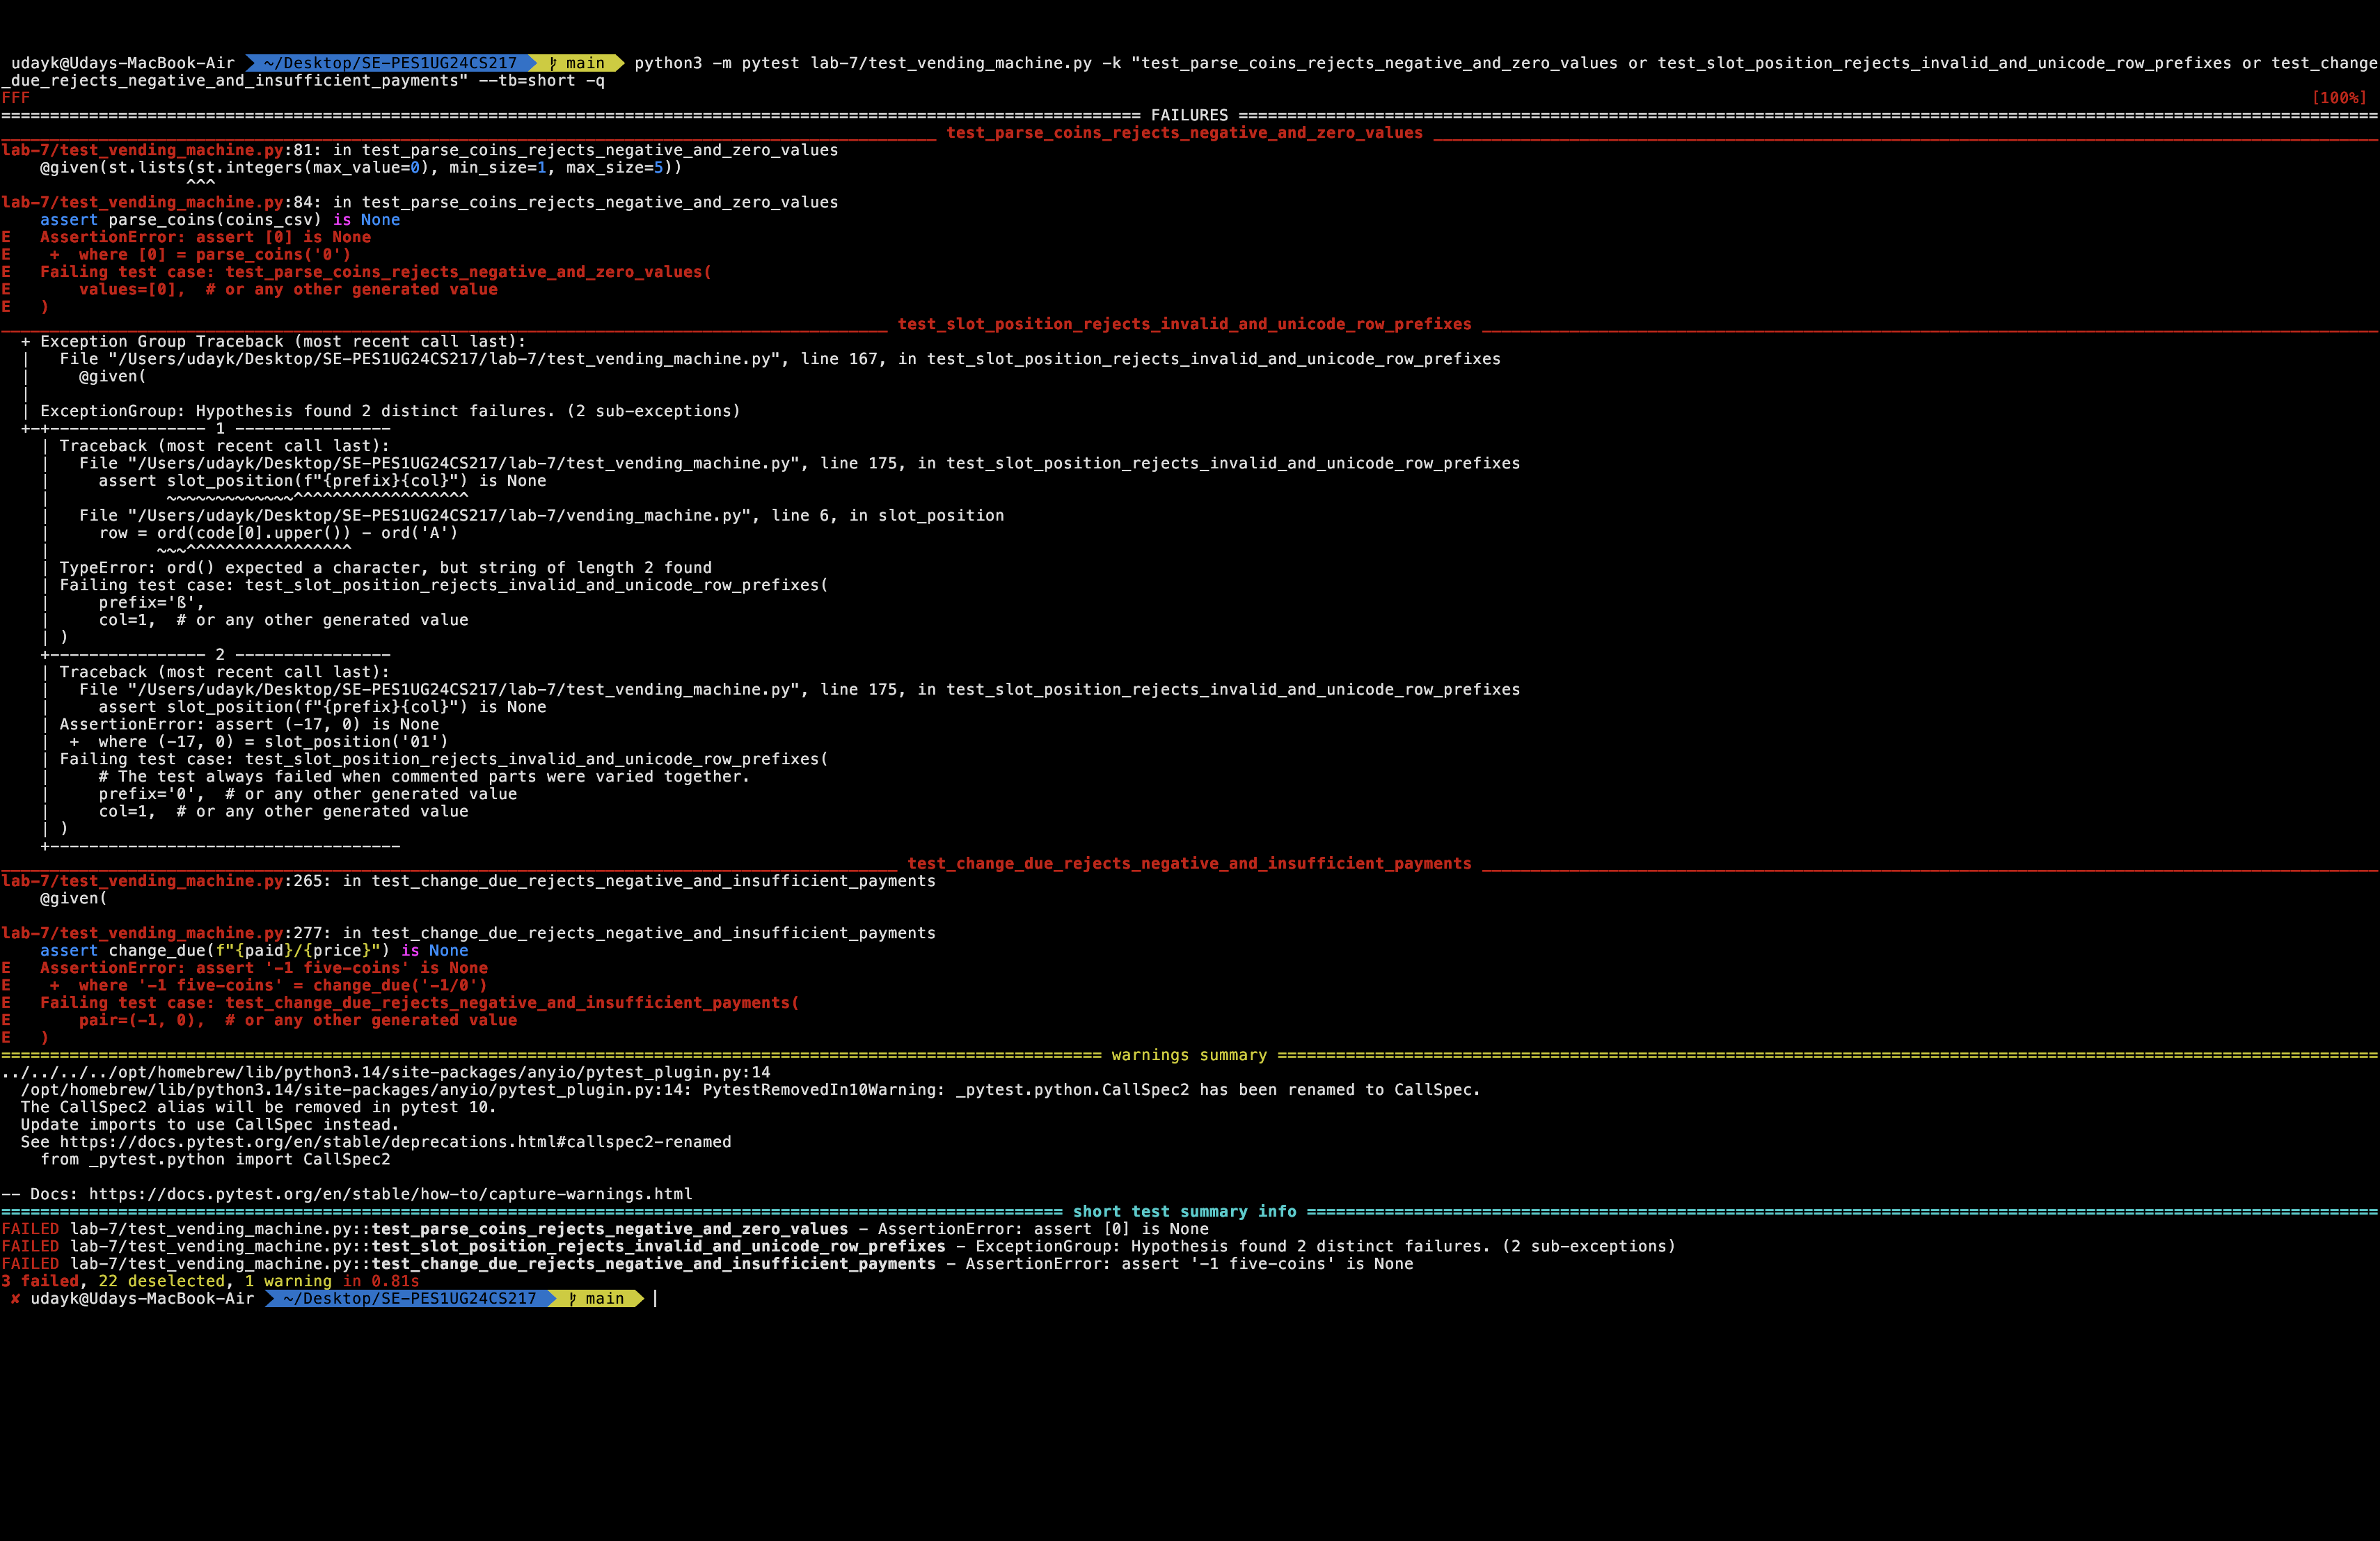 udayk@Udays-MacBook-Air ~/Desktop/SE-PES1UG24CS217 main python3 -m pytest lab-7/test_vending_machine.py -k "test_parse_coins_rejects_negative_and_zero_values or test_slot_position_rejects_invalid_and_unicode_row_prefixes or test_change
_due_rejects_negative_and_insufficient_payments" --tb=short -q
FFF [100%]
FAILURES
test_parse_coins_rejects_negative_and_zero_values
lab-7/test_vending_machine.py:81: in test_parse_coins_rejects_negative_and_zero_values
@given(st.lists(st.integers(max_value=0), min_size=1, max_size=5))
^^^
lab-7/test_vending_machine.py:84: in test_parse_coins_rejects_negative_and_zero_values
assert parse_coins(coins_csv) is None
E AssertionError: assert [0] is None
E + where [0] = parse_coins('0')
E Failing test case: test_parse_coins_rejects_negative_and_zero_values(
E values=[0], # or any other generated value
E )
test_slot_position_rejects_invalid_and_unicode_row_prefixes
+ Exception Group Traceback (most recent call last):
| File "/Users/udayk/Desktop/SE-PES1UG24CS217/lab-7/test_vending_machine.py", line 167, in test_slot_position_rejects_invalid_and_unicode_row_prefixes
| @given(
|
| ExceptionGroup: Hypothesis found 2 distinct failures. (2 sub-exceptions)
+-+---------------- 1 ----------------
| Traceback (most recent call last):
| File "/Users/udayk/Desktop/SE-PES1UG24CS217/lab-7/test_vending_machine.py", line 175, in test_slot_position_rejects_invalid_and_unicode_row_prefixes
| assert slot_position(f"{prefix}{col}") is None
| ~~~~~~~~~~~~~^^^^^^^^^^^^^^^^^^
| File "/Users/udayk/Desktop/SE-PES1UG24CS217/lab-7/vending_machine.py", line 6, in slot_position
| row = ord(code[0].upper()) - ord('A')
| ~~~^^^^^^^^^^^^^^^^^
| TypeError: ord() expected a character, but string of length 2 found
| Failing test case: test_slot_position_rejects_invalid_and_unicode_row_prefixes(
| prefix='ß',
| col=1, # or any other generated value
| )
+---------------- 2 ----------------
| Traceback (most recent call last):
| File "/Users/udayk/Desktop/SE-PES1UG24CS217/lab-7/test_vending_machine.py", line 175, in test_slot_position_rejects_invalid_and_unicode_row_prefixes
| assert slot_position(f"{prefix}{col}") is None
| AssertionError: assert (-17, 0) is None
| + where (-17, 0) = slot_position('01')
| Failing test case: test_slot_position_rejects_invalid_and_unicode_row_prefixes(
| # The test always failed when commented parts were varied together.
| prefix='0', # or any other generated value
| col=1, # or any other generated value
| )
+------------------------------------
test_change_due_rejects_negative_and_insufficient_payments
lab-7/test_vending_machine.py:265: in test_change_due_rejects_negative_and_insufficient_payments
@given(
lab-7/test_vending_machine.py:277: in test_change_due_rejects_negative_and_insufficient_payments
assert change_due(f"{paid}/{price}") is None
E AssertionError: assert '-1 five-coins' is None
E + where '-1 five-coins' = change_due('-1/0')
E Failing test case: test_change_due_rejects_negative_and_insufficient_payments(
E pair=(-1, 0), # or any other generated value
E )
warnings summary
../../../../opt/homebrew/lib/python3.14/site-packages/anyio/pytest_plugin.py:14
/opt/homebrew/lib/python3.14/site-packages/anyio/pytest_plugin.py:14: PytestRemovedIn10Warning: _pytest.python.CallSpec2 has been renamed to CallSpec.
The CallSpec2 alias will be removed in pytest 10.
Update imports to use CallSpec instead.
See https://docs.pytest.org/en/stable/deprecations.html#callspec2-renamed
from _pytest.python import CallSpec2
-- Docs: https://docs.pytest.org/en/stable/how-to/capture-warnings.html
short test summary info
FAILED lab-7/test_vending_machine.py::test_parse_coins_rejects_negative_and_zero_values - AssertionError: assert [0] is None
FAILED lab-7/test_vending_machine.py::test_slot_position_rejects_invalid_and_unicode_row_prefixes - ExceptionGroup: Hypothesis found 2 distinct failures. (2 sub-exceptions)
FAILED lab-7/test_vending_machine.py::test_change_due_rejects_negative_and_insufficient_payments - AssertionError: assert '-1 five-coins' is None
3 failed, 22 deselected, 1 warning in 0.81s
✘ udayk@Udays-MacBook-Air ~/Desktop/SE-PES1UG24CS217 main